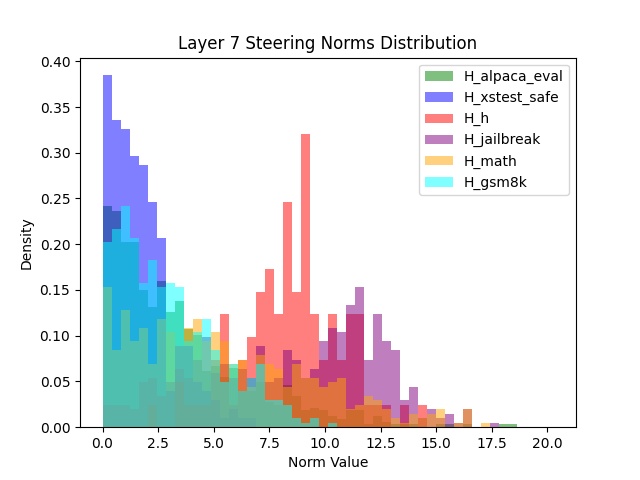 Layer 7 Steering Norms Distribution
0.40
0.35
0.30
0.25
0.20
0.15
0.10
0.05
0.00
Density
H_alpaca_eval
H_xstest_safe
H_h
H_jailbreak
H_math
H_gsm8k
0.0 2.5 5.0 7.5 10.0 12.5 15.0 17.5 20.0
Norm Value